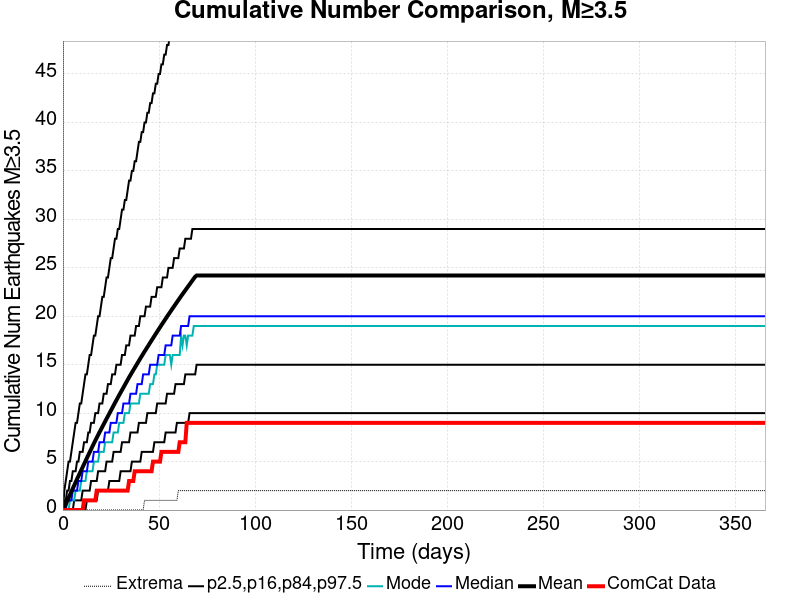 Cumulative Number Comparison, M≥3.5
Cumulative Num Earthquakes M≥3.5
45
40
35
30
25
20
15
10
5
0
0 50 100 150 200 250 300 350
Time (days)
Extrema p2.5,p16,p84,p97.5 Mode Median Mean ComCat Data